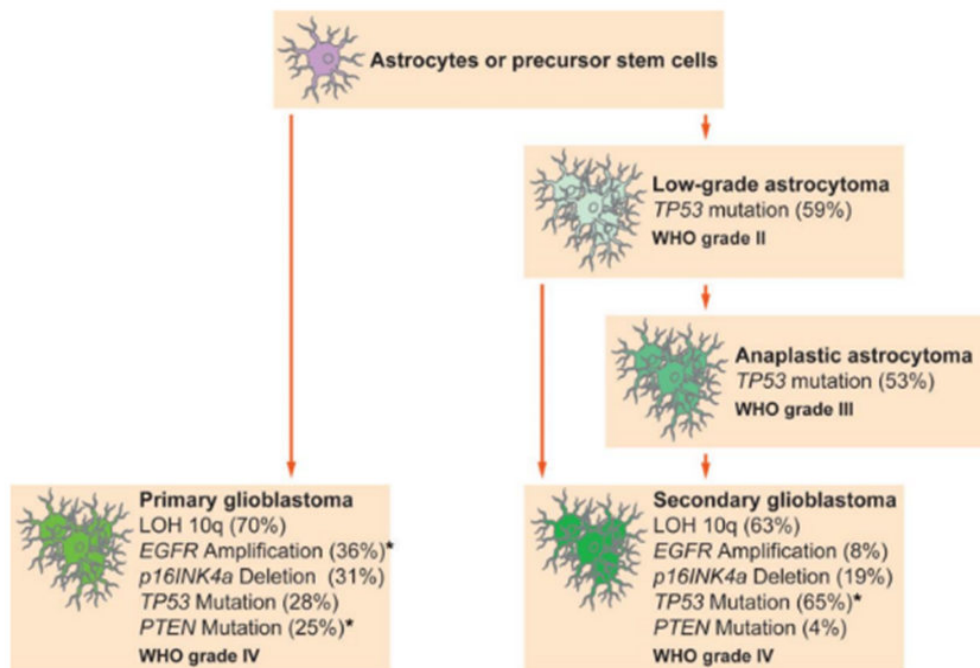 Astrocytes or precursor stem cells
Low-grade astrocytoma
TP53 mutation (59%)
WHO grade II
Anaplastic astrocytoma
TP53 mutation (53%)
WHO grade III
Primary glioblastoma
LOH 10q (70%)
EGFR Amplification (36%)*
p16INK4a Deletion (31%)
TP53 Mutation (28%)
PTEN Mutation (25%)*
WHO grade IV
Secondary glioblastoma
LOH 10q (63%)
EGFR Amplification (8%)
p16INK4a Deletion (19%)
TP53 Mutation (65%)*
PTEN Mutation (4%)
WHO grade IV